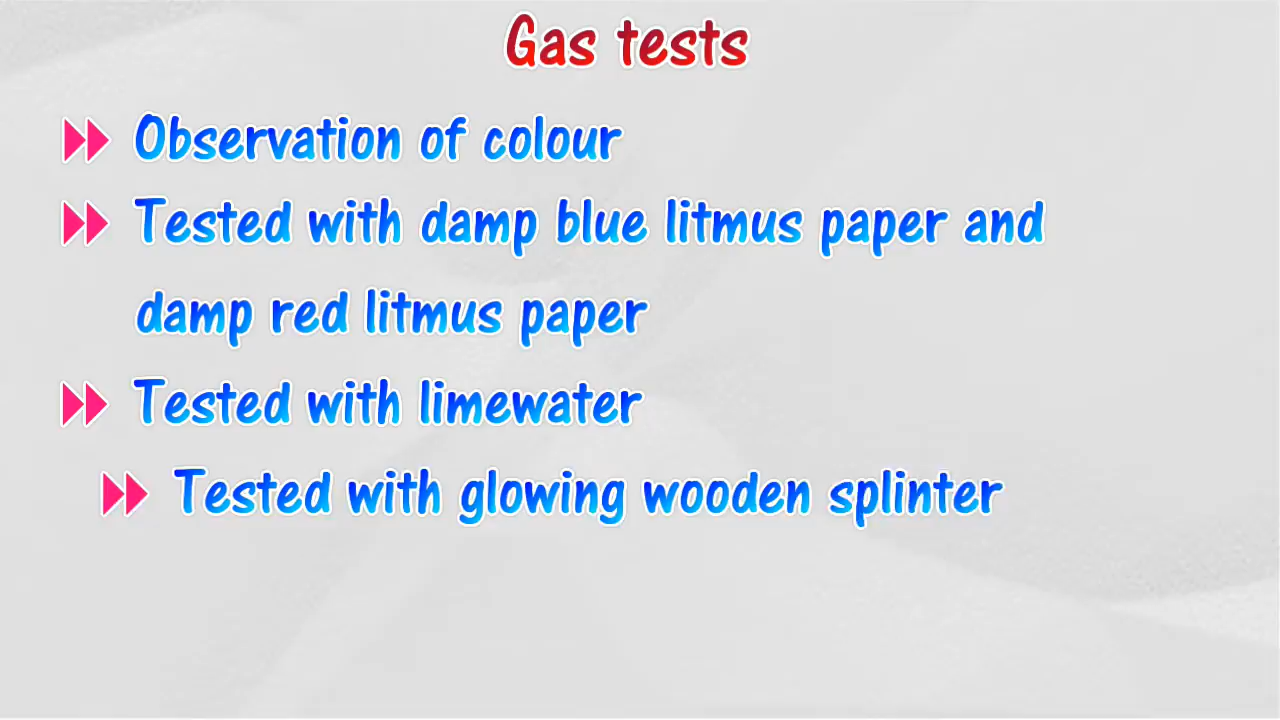 Gas tests
Observation of colour
Tested with damp blue litmus paper and
damp red litmus paper
Tested with limewater
Tested with glowing wooden splinter